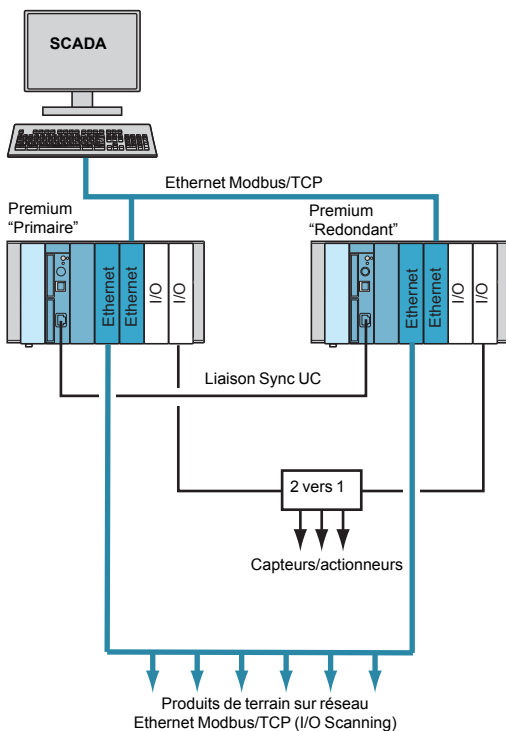 SCADA
Ethernet Modbus/TCP
Premium
“Primaire”
Premium
“Redondant”
Ethernet
Ethernet
I/O
I/O
Ethernet
Ethernet
I/O
I/O
Liaison Sync UC
2 vers 1
Capteurs/actionneurs
Produits de terrain sur réseau
Ethernet Modbus/TCP (I/O Scanning)